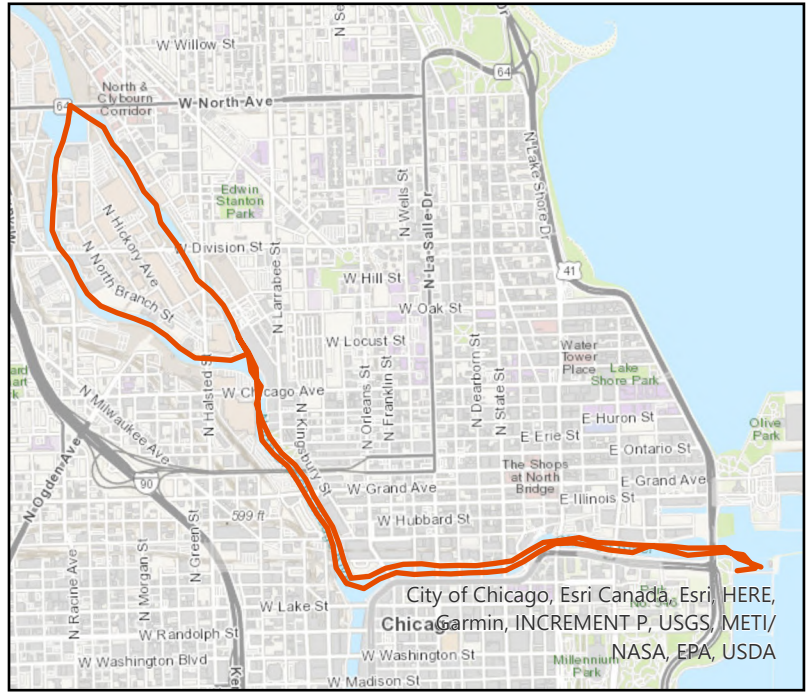 N Se
W Willow St
64
North &
Clybourn
Corridor
64
W North Ave
N Lake Shore Dr
Edwin
Stanton
Park
N Wells St
N La Salle Dr
N Hickory Ave
W Division St
N Larrabee St
N North Branch St
W Hill St
41
W Oak St
W Locust St
Water
Tower
Place
Lake
Shore Park
N Halsted St
W Chicago Ave
N Orleans St
N Franklin St
N Dearborn St
N State St
N Milwaukee Ave
N Kingsbury St
E Huron St
Olive
Park
E Erie St
E Ontario St
N Ogden Ave
90
The Shops
at North
Bridge
E Grand Ave
W Grand Ave
E Illinois St
599 ft
W Hubbard St
N Racine Ave
N Morgan St
N Green St
W Lake St
City of Chicago, Esri Canada, Esri, HERE,
Chicago
Garmin, INCREMENT P, USGS, METI/
W Randolph St
W Washington Blvd
W Washington St
Millennium
Park
NASA, EPA, USDA
W Madison St